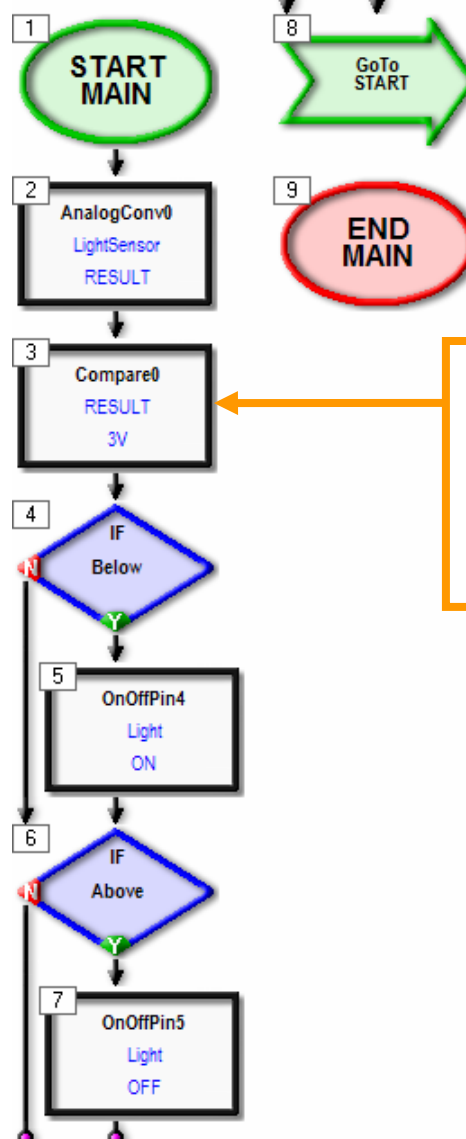 1
START
MAIN
2
AnalogConv0
LightSensor
RESULT
3
Compare0
RESULT
3V
4
IF
Below
N
Y
5
OnOffPin4
Light
ON
6
IF
Above
N
Y
7
OnOffPin5
Light
OFF
8
GoTo
START
9
END
MAIN